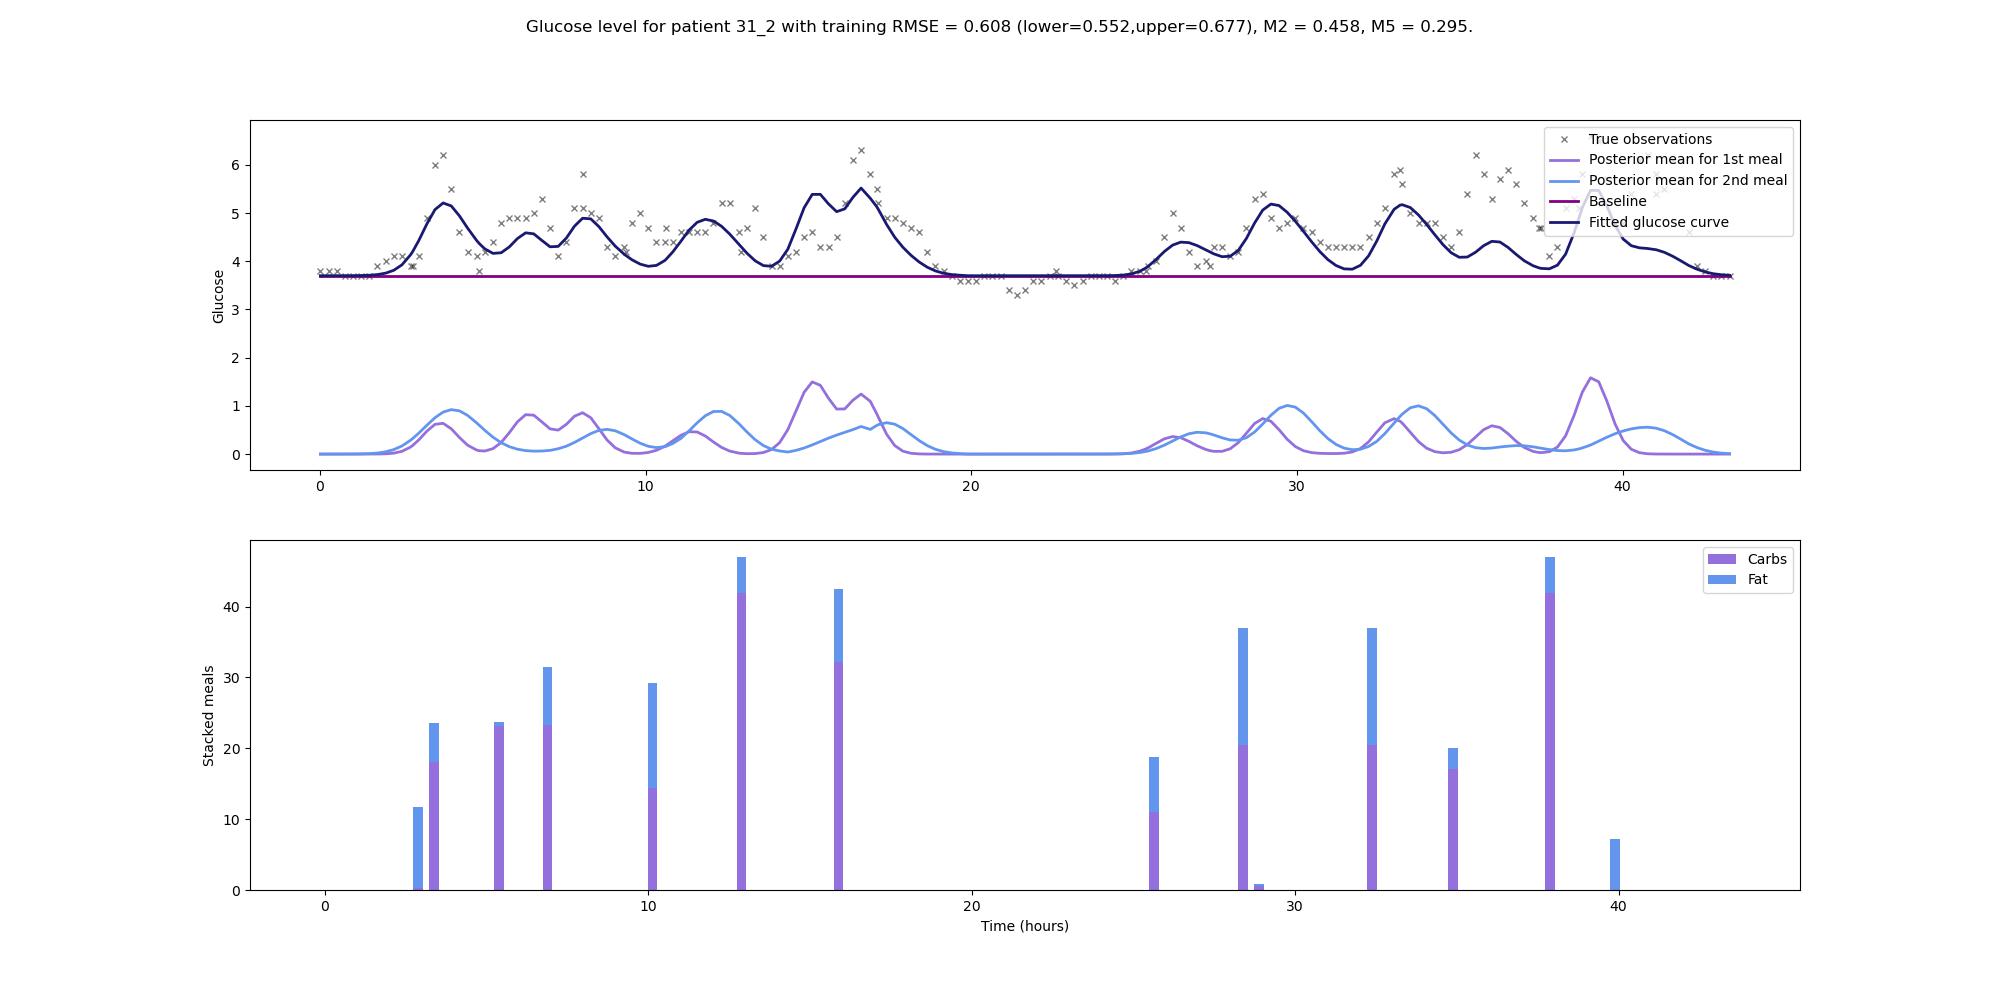 Glucose level for patient 31_2 with training RMSE = 0.608 (lower=0.552,upper=0.677), M2 = 0.458, M5 = 0.295.
True observations
Posterior mean for 1st meal
Posterior mean for 2nd meal
Baseline
Fitted glucose curve
Glucose
6
5
4
3
2
1
0
0 10 20 30 40
Carbs
Fat
Stacked meals
40
30
20
10
0
0 10 20 30 40
Time (hours)